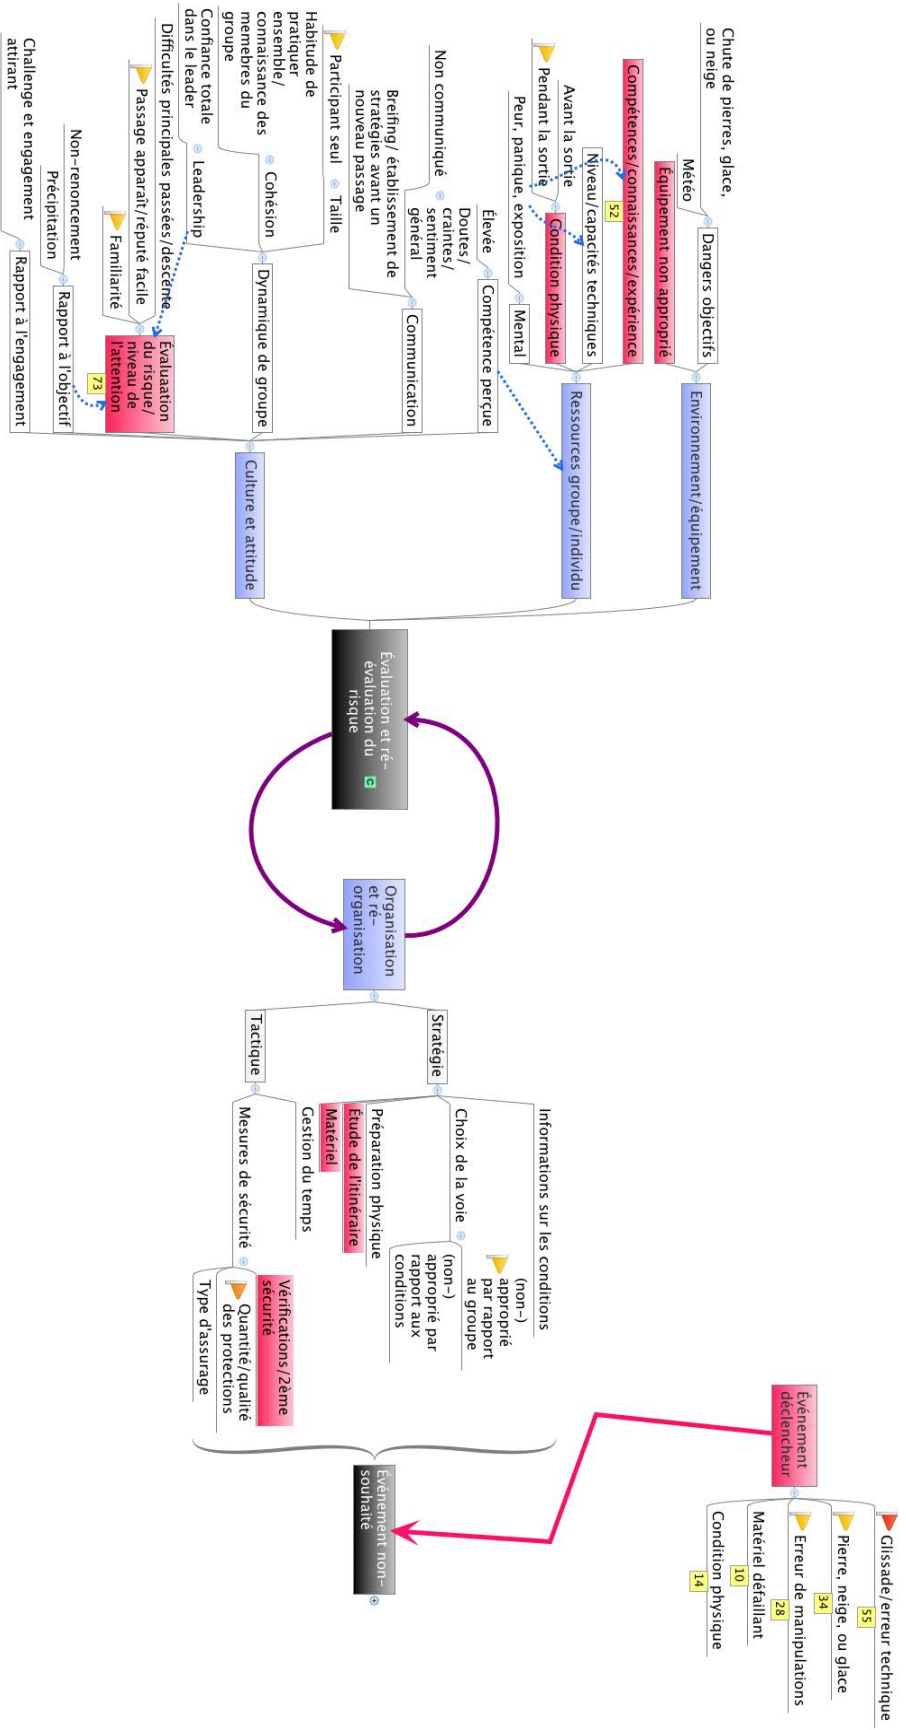 Chute de pierres, glace,
ou neige
Météo
Dangers objectifs
Équipement non approprié
Environnement/équipement
Compétences/connaissances/expérience
52
Niveau/capacités techniques
Avant la sortie
Pendant la sortie
Condition physique
Peur, panique, exposition
Mental
Ressources groupe/individu
Élevée
Compétence perçue
Doutes/
craintes/
sentiment
général
Non communiqué
Breifing/ établissement de
stratégies avant un
nouveau passage
Communication
Participant seul
Taille
Habitude de
pratiquer
ensemble/
connaissance des
memebres du
groupe
Cohésion
Confiance totale
dans le leader
Leadership
Dynamique de groupe
Difficultés principales passées/descente
Passage apparaît/réputé facile
Familiarité
Évaluaation
du risque/
niveau de
l'attention
73
Non-renoncement
Précipitation
Rapport à l'objectif
Challenge et engagement
attirant
Rapport à l'engagement
Culture et attitude
Évaluation et ré-
évaluation du
risque
C
Organisation
et ré-
organisation
Stratégie
Informations sur les conditions
Choix de la voie
(non-)
approprié
par rapport
au groupe
(non-)
approprié par
rapport aux
conditions
Préparation physique
Étude de l'itinéraire
Matériel
Tactique
Gestion du temps
Mesures de sécurité
Vérifications/2ème
sécurité
Quantité/qualité
des protections
Type d'assurage
Événement
déclencheur
Glissade/erreur technique
55
Pierre, neige, ou glace
34
Erreur de manipulations
28
Matériel défaillant
10
Condition physique
14
Événement non-
souhaité